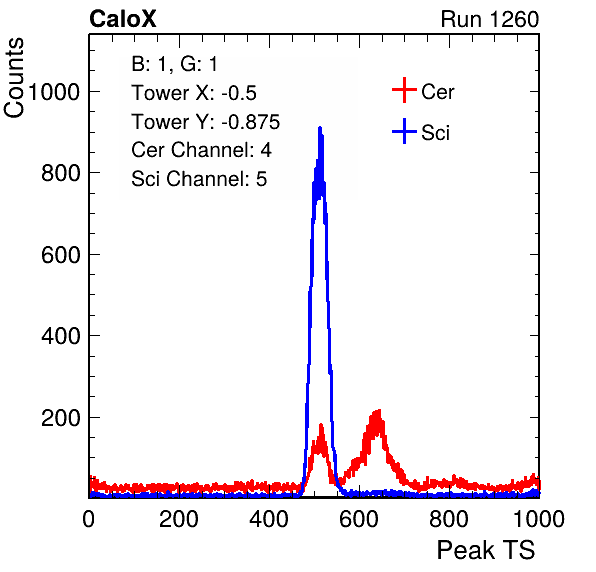 CaloX Run 1260
Counts
B: 1, G: 1
Tower X: -0.5
Tower Y: -0.875
Cer Channel: 4
Sci Channel: 5
Cer
Sci
1000
800
600
400
200
0 200 400 600 800 1000
Peak TS